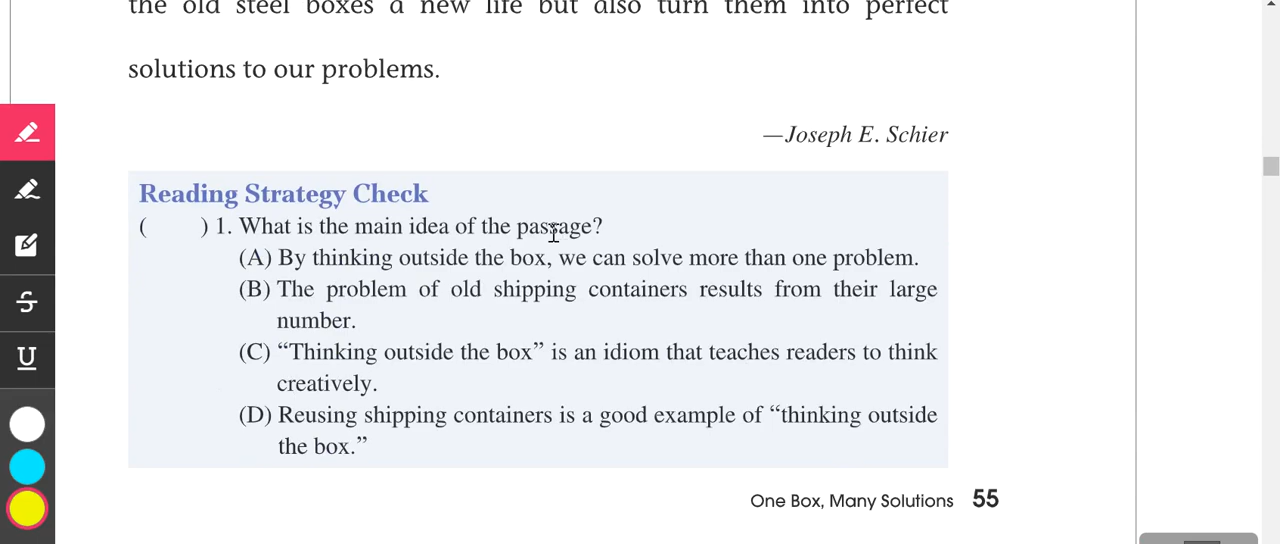 the old steel boxes a new life but also turn them into perfect
solutions to our problems.
—Joseph E. Schier
Reading Strategy Check
(        ) 1. What is the main idea of the passage?
(A) By thinking outside the box, we can solve more than one problem.
(B) The problem of old shipping containers results from their large
number.
(C) “Thinking outside the box” is an idiom that teaches readers to think
creatively.
(D) Reusing shipping containers is a good example of “thinking outside
the box.”
One Box, Many Solutions 55